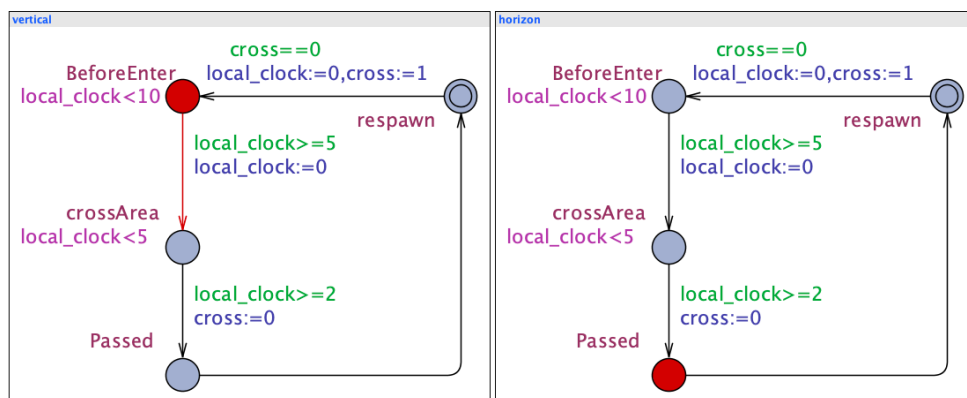 vertical
cross==0
BeforeEnter
local_clock:=0,cross:=1
local_clock<10
respawn
local_clock>=5
local_clock:=0
crossArea
local_clock<5
local_clock>=2
cross:=0
Passed
horizon
cross==0
BeforeEnter
local_clock:=0,cross:=1
local_clock<10
respawn
local_clock>=5
local_clock:=0
crossArea
local_clock<5
local_clock>=2
cross:=0
Passed